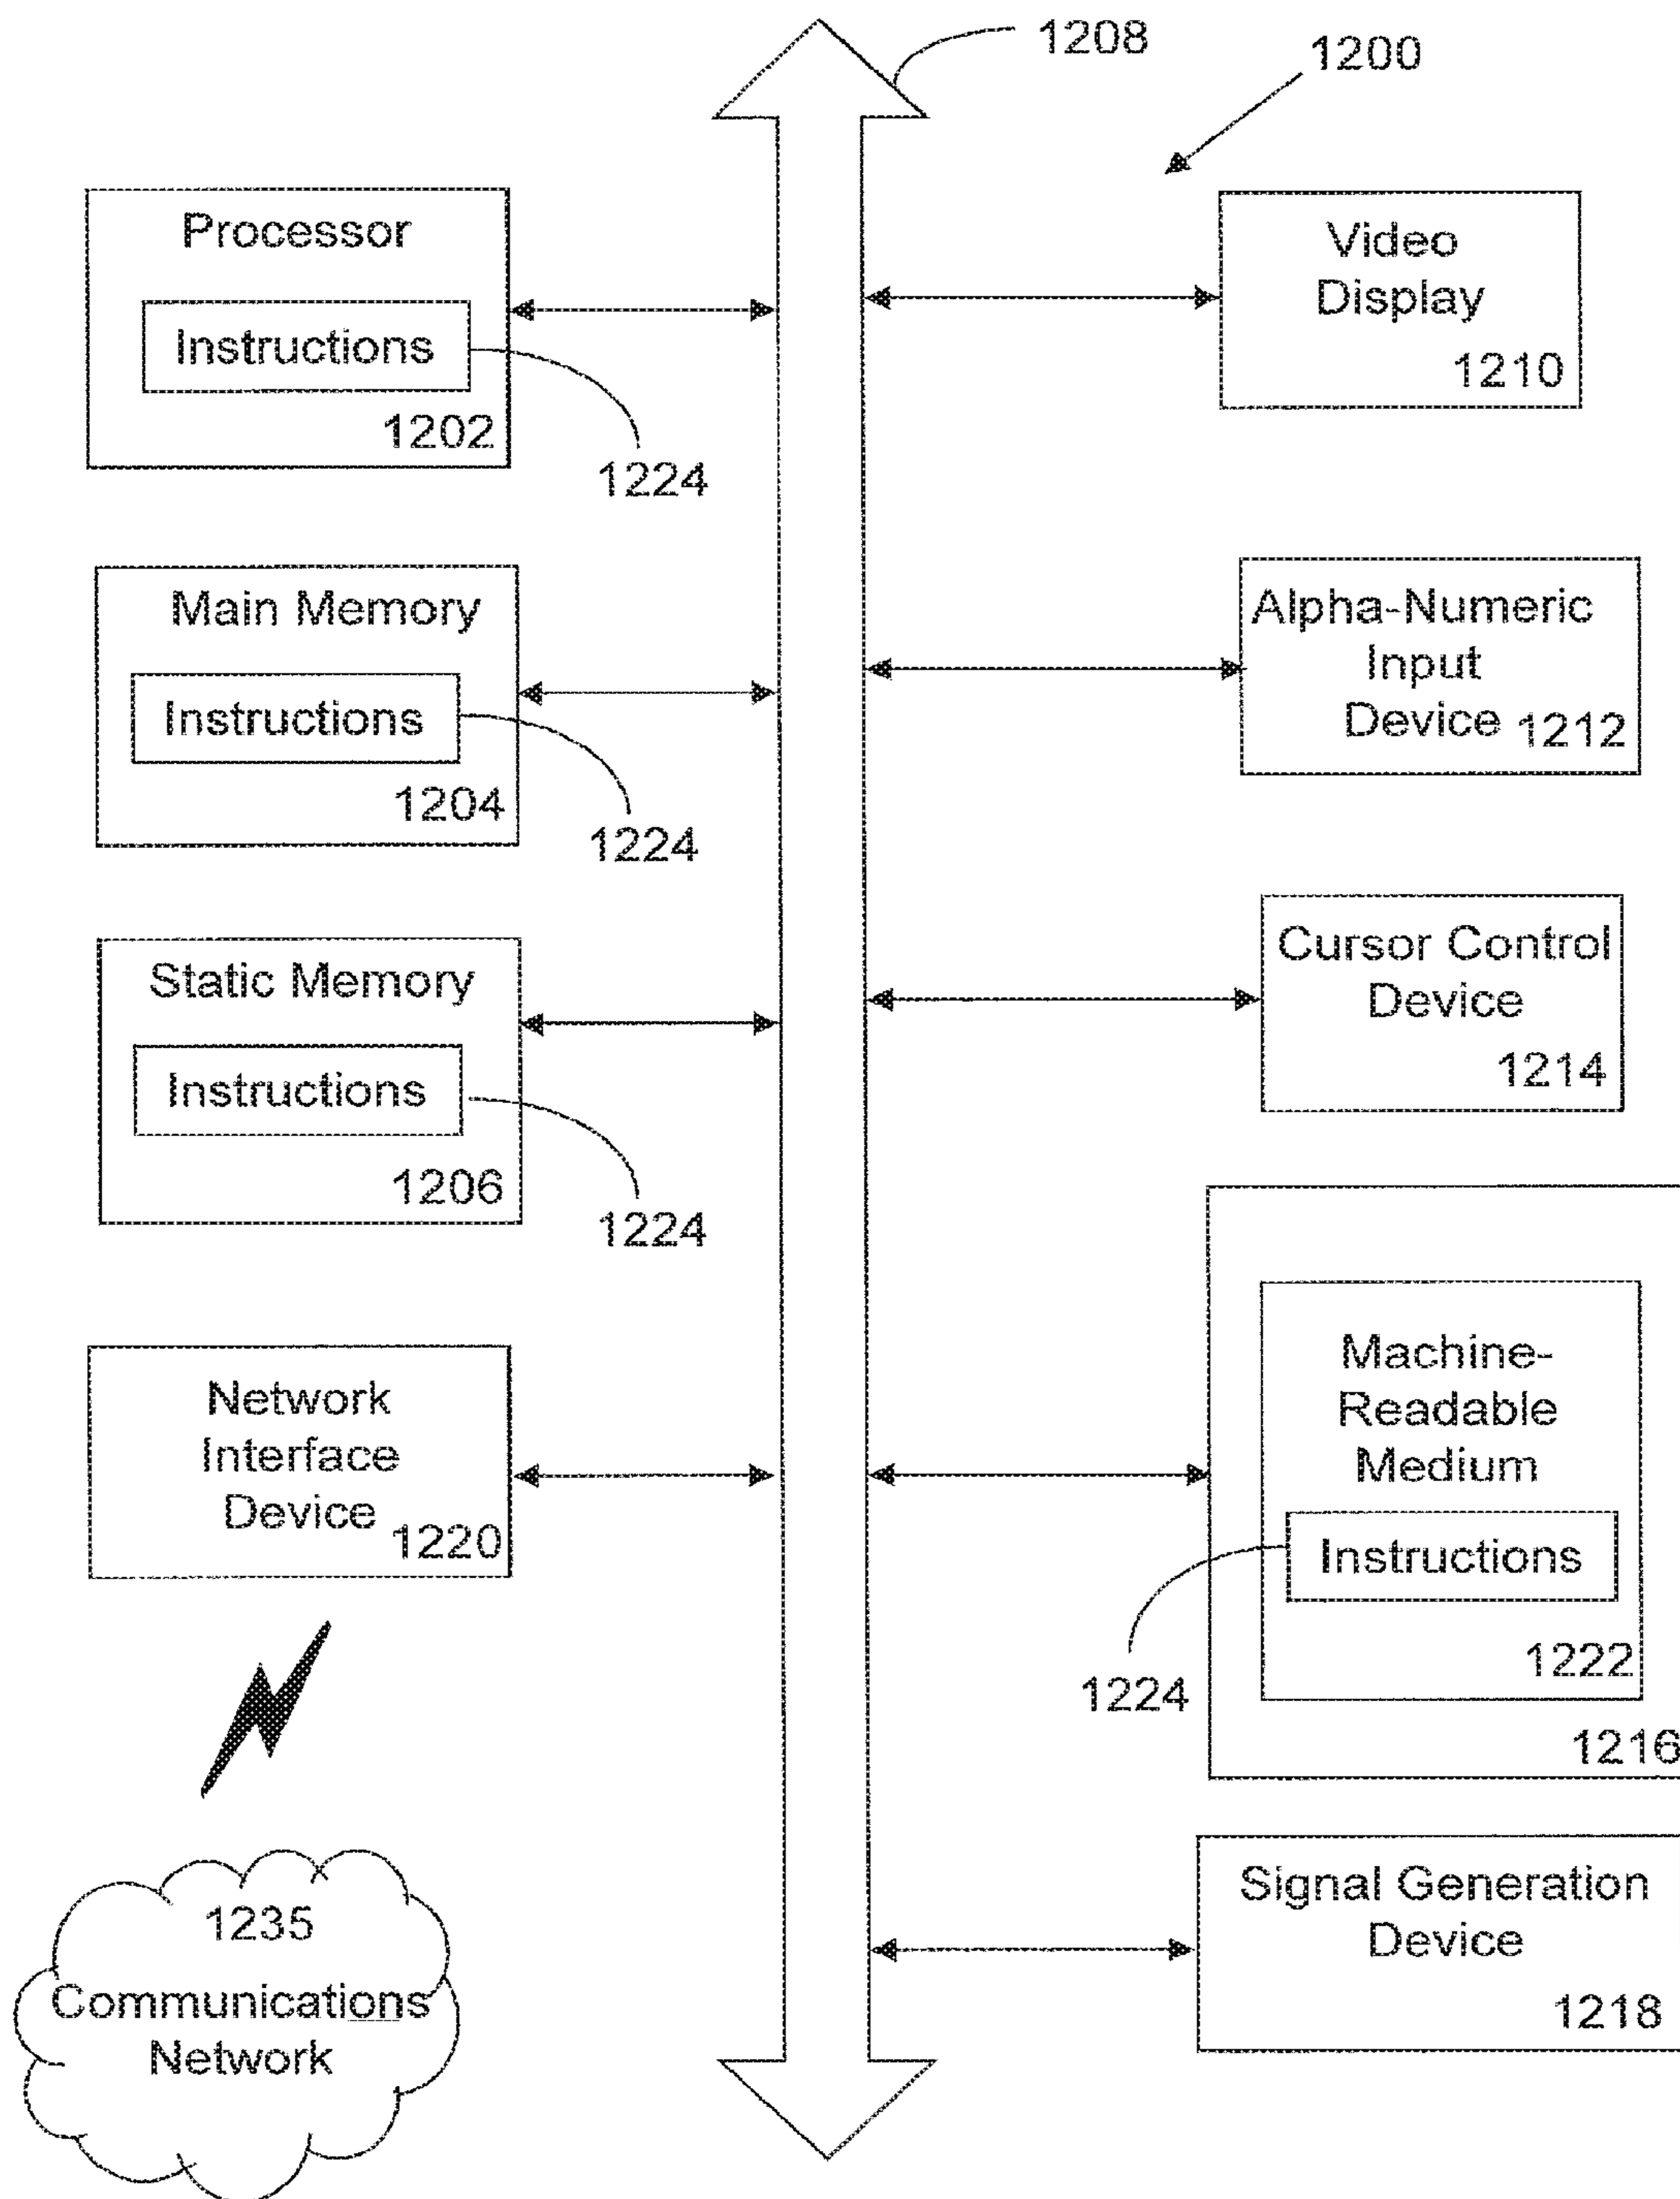 1208
1200
Processor
Instructions
1202
1224
Video
Display
1210
Main Memory
Instructions
1204
1224
Alpha-Numeric
Input
Device 1212
Static Memory
Instructions
1206
1224
Cursor Control
Device
1214
Network
Interface
Device
1220
Machine-
Readable
Medium
Instructions
1222
1224
1216
1235
Communications
Network
Signal Generation
Device
1218